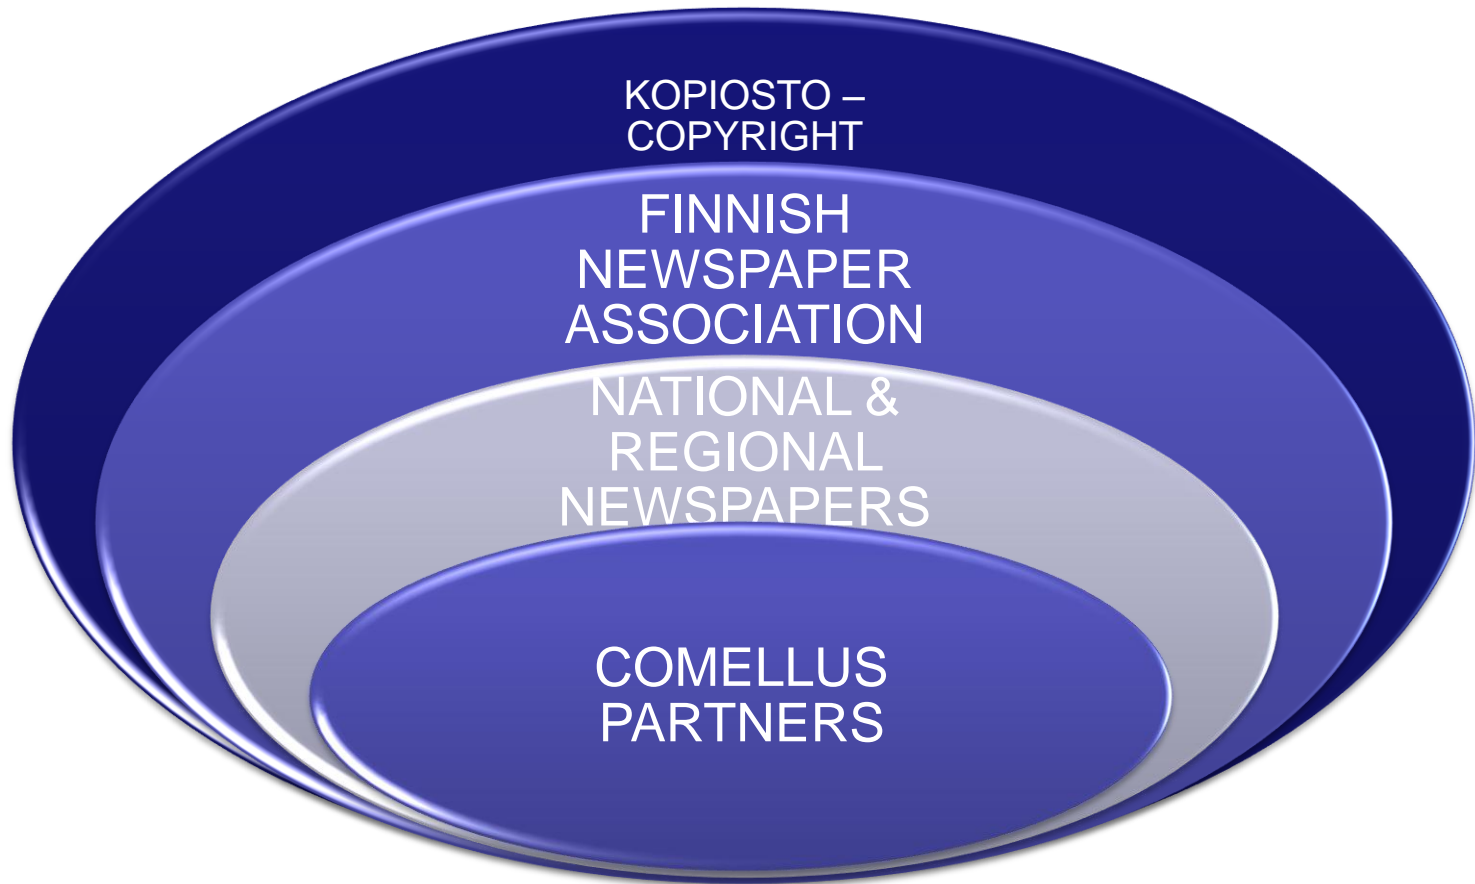 KOPIOSTO –
COPYRIGHT
FINNISH
NEWSPAPER
ASSOCIATION
NATIONAL &
REGIONAL
NEWSPAPERS
COMELLUS
PARTNERS